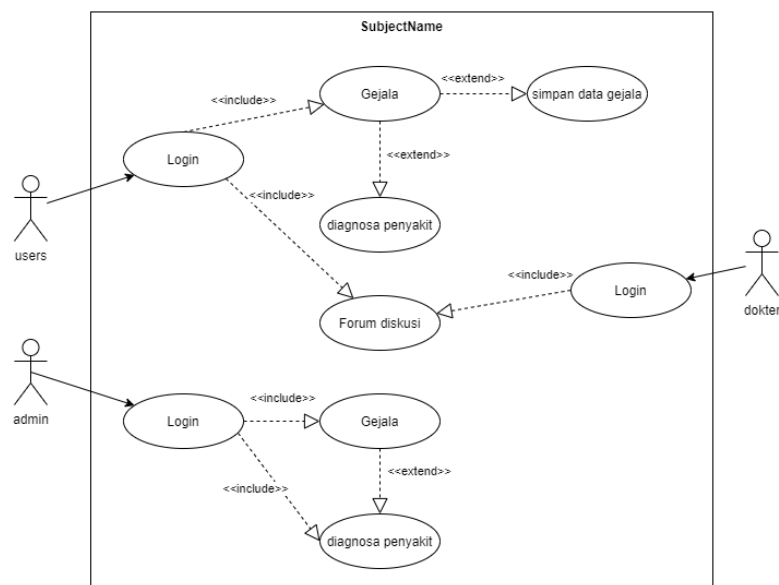 SubjectName
<<extend>>
Gejala
simpan data gejala
<<include>>
Login
<<extend>>
<<include>>
diagnosa penyakit
users
<<include>>
Login
dokter
Forum diskusi
admin
<<include>>
Login
Gejala
<<extend>>
<<include>>
diagnosa penyakit